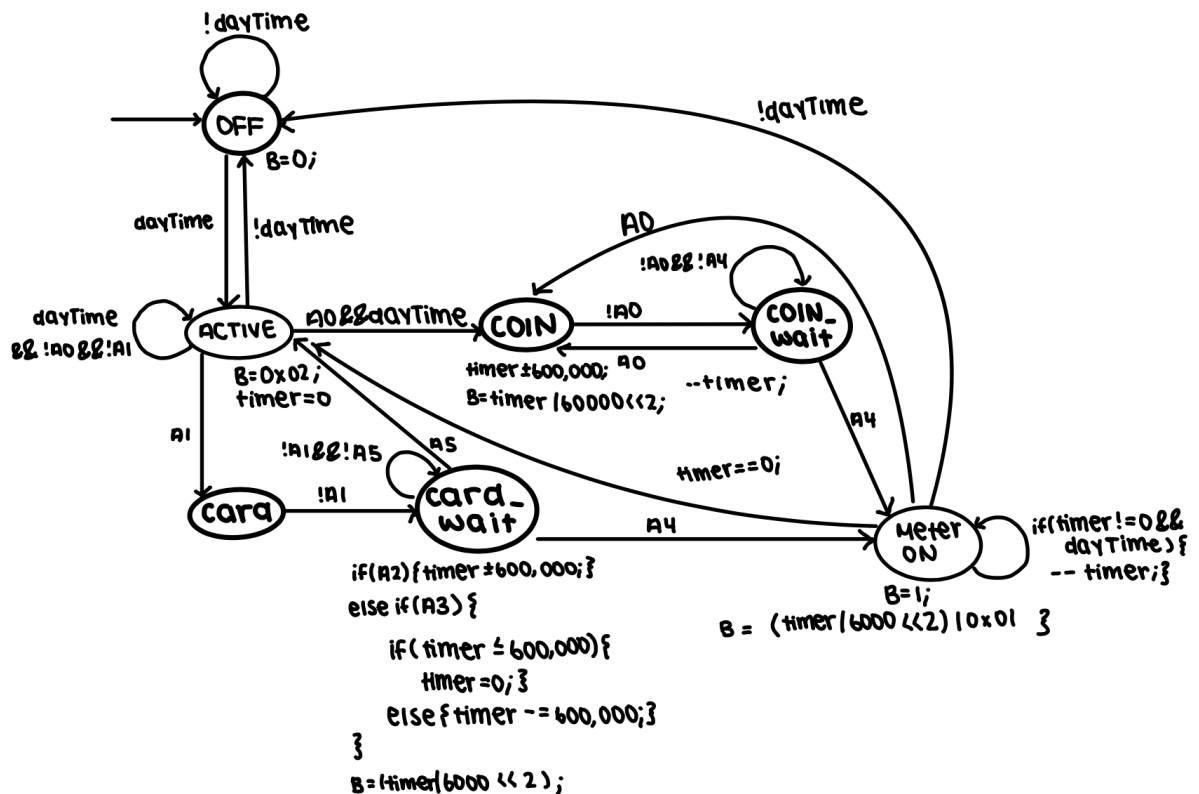 !dayTime
OFF
B=0;
!dayTime
dayTime
!dayTime
A0
!A0&&!A4
dayTime
&& !A0&&!A1
ACTIVE
A0&&dayTime
COIN
!A0
COIN_
wait
A0
B=0x02;
timer=0
timer±600,000;
B=timer/60000<<2;
--timer;
A1
!A1&&!A5
A5
A4
timer==0;
card
!A1
card_
wait
A4
Meter
ON
if(timer!=0&&
dayTime){
-- timer;}
if(A2){timer±600,000;}
else if(A3){
if(timer ≤600,000){
timer=0;}
else{timer -=600,000;}
}
B=(timer/6000 << 2);
B=1;
B= (timer/6000 <<2) |0x01 }